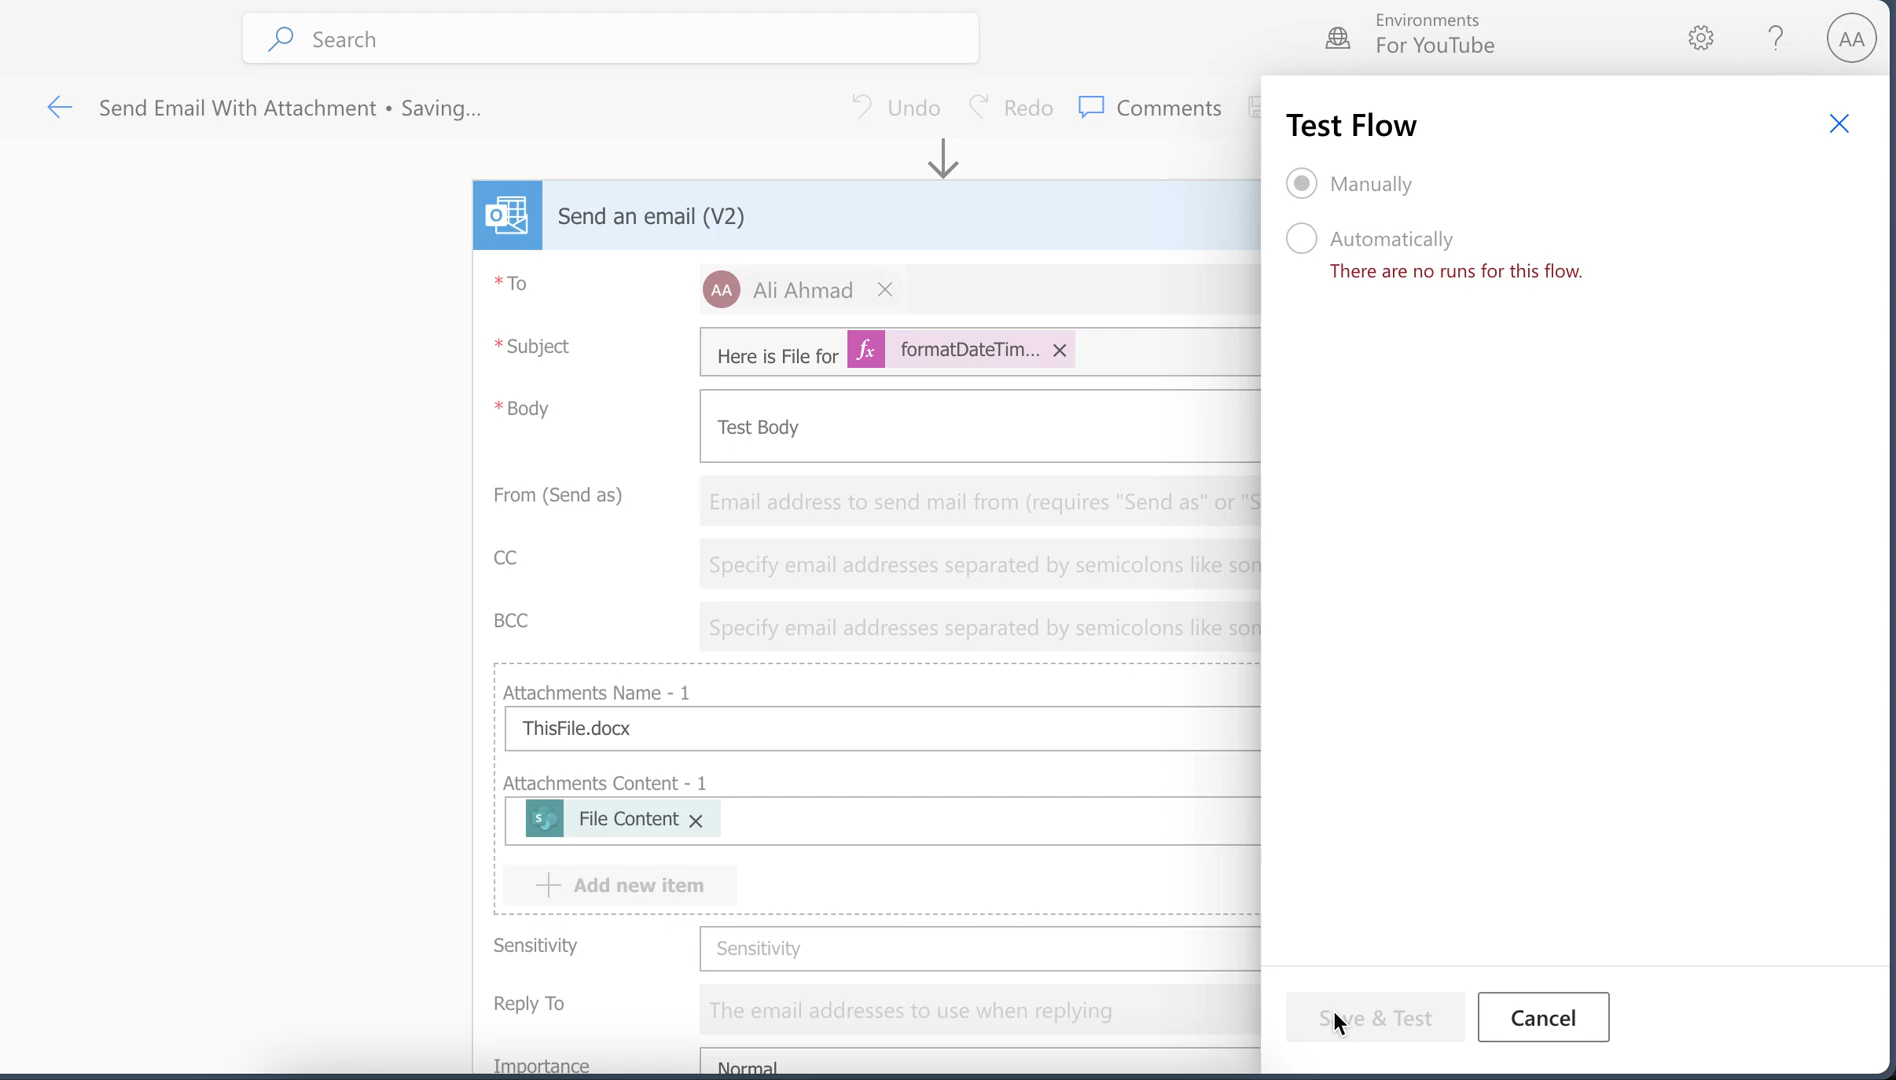 Search
Environments
For YouTube
AA
Send Email With Attachment • Saving...
Undo
Redo
Comments
Test Flow
Manually
Automatically
There are no runs for this flow.
Send an email (V2)
* To
AA Ali Ahmad
* Subject
Here is File for fx formatDateTim...
* Body
Test Body
From (Send as)
Email address to send mail from (requires "Send as" or "S
CC
Specify email addresses separated by semicolons like som
BCC
Specify email addresses separated by semicolons like som
Attachments Name - 1
ThisFile.docx
Attachments Content - 1
File Content
Add new item
Sensitivity
Sensitivity
Reply To
The email addresses to use when replying
Importance
Normal
Save & Test
Cancel